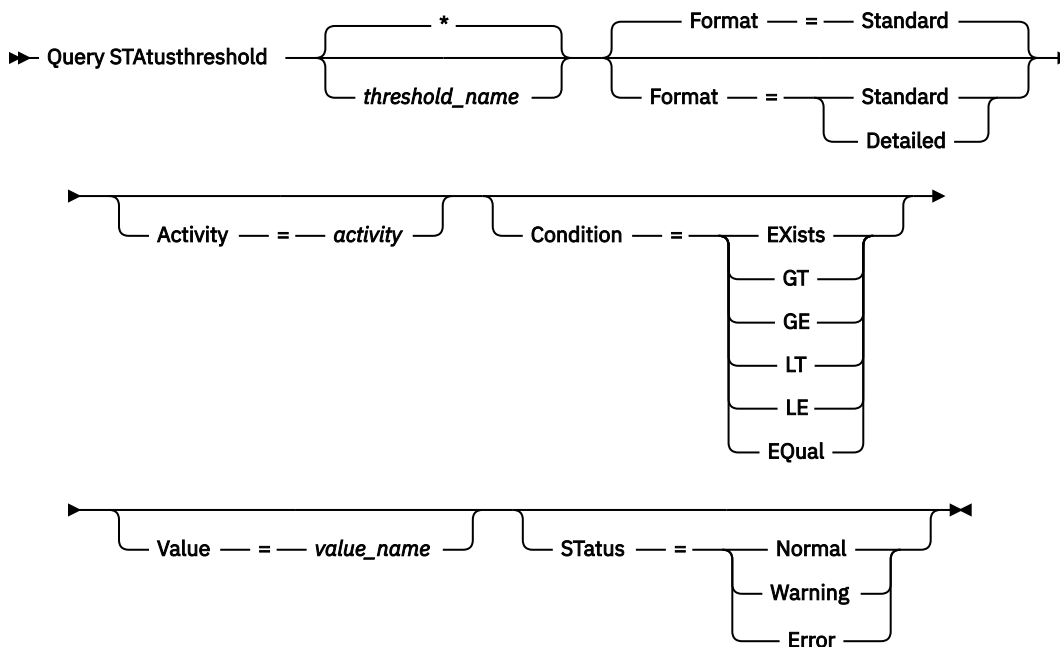 *
Format = Standard
Query STAtusthreshold
threshold_name
Format = Standard
Detailed
Activity = activity
Condition = EXists
GT
GE
LT
LE
EQual
Value = value_name
STatus = Normal
Warning
Error